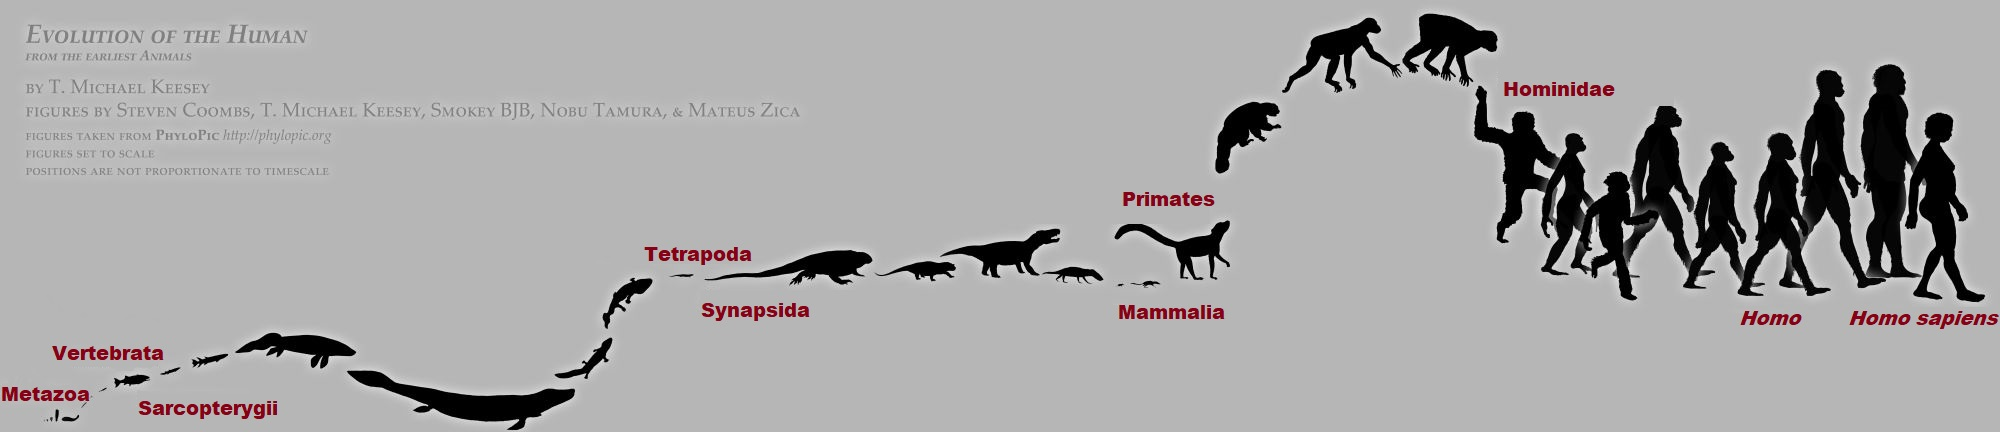 Evolution of the Human
from the earliest Animals
by T. Michael Keesey
figures by Steven Coombs, T. Michael Keesey, Smokey BJB, Nobu Tamura, & Mateus Zica
figures taken from PhyloPic http://phylopic.org
figures set to scale
positions are not proportionate to timescale
Hominidae
Primates
Tetrapoda
Synapsida
Mammalia
Homo
Homo sapiens
Vertebrata
Metazoa
Sarcopterygii